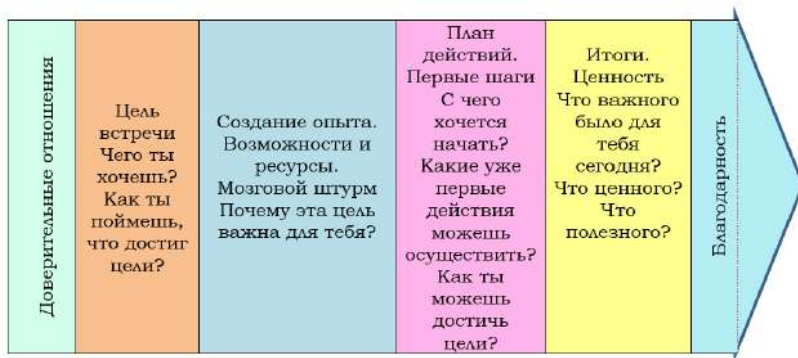 Доверительные отношения
Цель
встречи
Чего ты
хочешь?
Как ты
поймешь,
что достиг
цели?
Создание опыта.
Возможности и
ресурсы.
Мозговой штурм
Почему эта цель
важна для тебя?
План
действий.
Первые шаги
С чего
хочется
начать?
Какие уже
первые
действия
можешь
осуществить?
Как ты
можешь
достичь
цели?
Итоги.
Ценность
Что важного
было для
тебя
сегодня?
Что ценного?
Что
полезного?
Благодарность